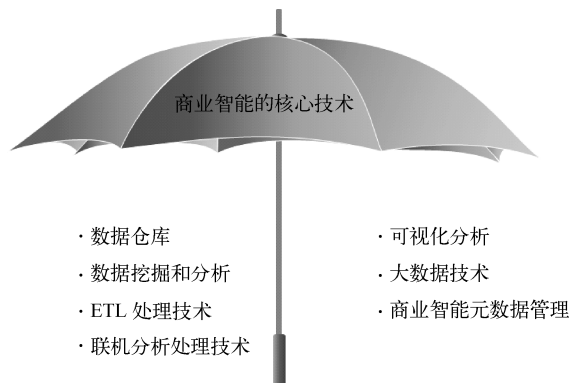 商业智能的核心技术
· 数据仓库
· 数据挖掘和分析
· ETL 处理技术
· 联机分析处理技术
· 可视化分析
· 大数据技术
· 商业智能元数据管理